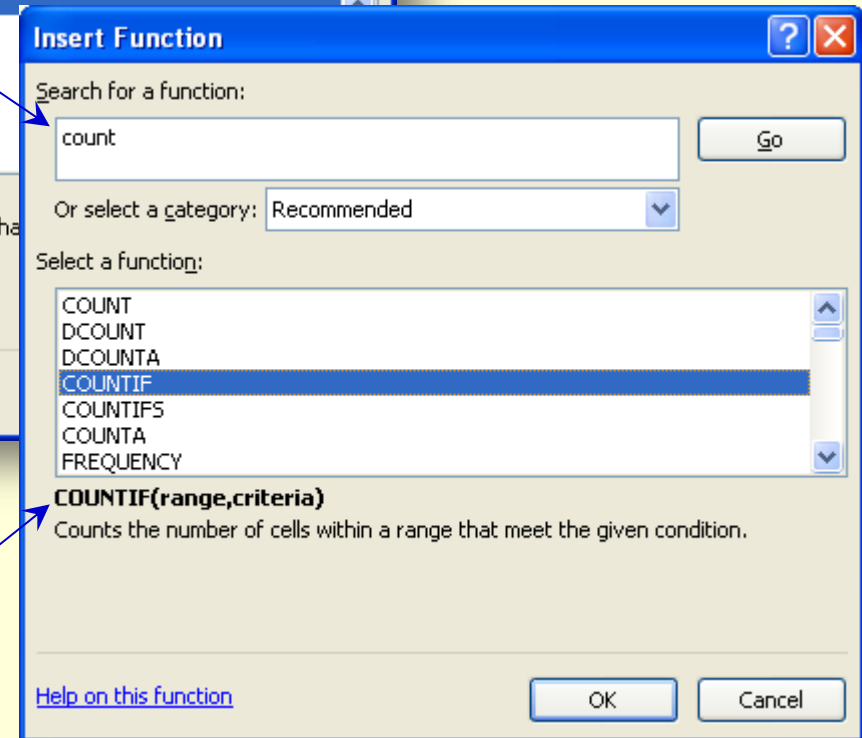 Insert Function
Search for a function:
count
Go
Or select a category: Recommended
Select a function:
COUNT
DCOUNT
DCOUNTA
COUNTIF
COUNTIFS
COUNTA
FREQUENCY
COUNTIF(range,criteria)
Counts the number of cells within a range that meet the given condition.
Help on this function
OK
Cancel